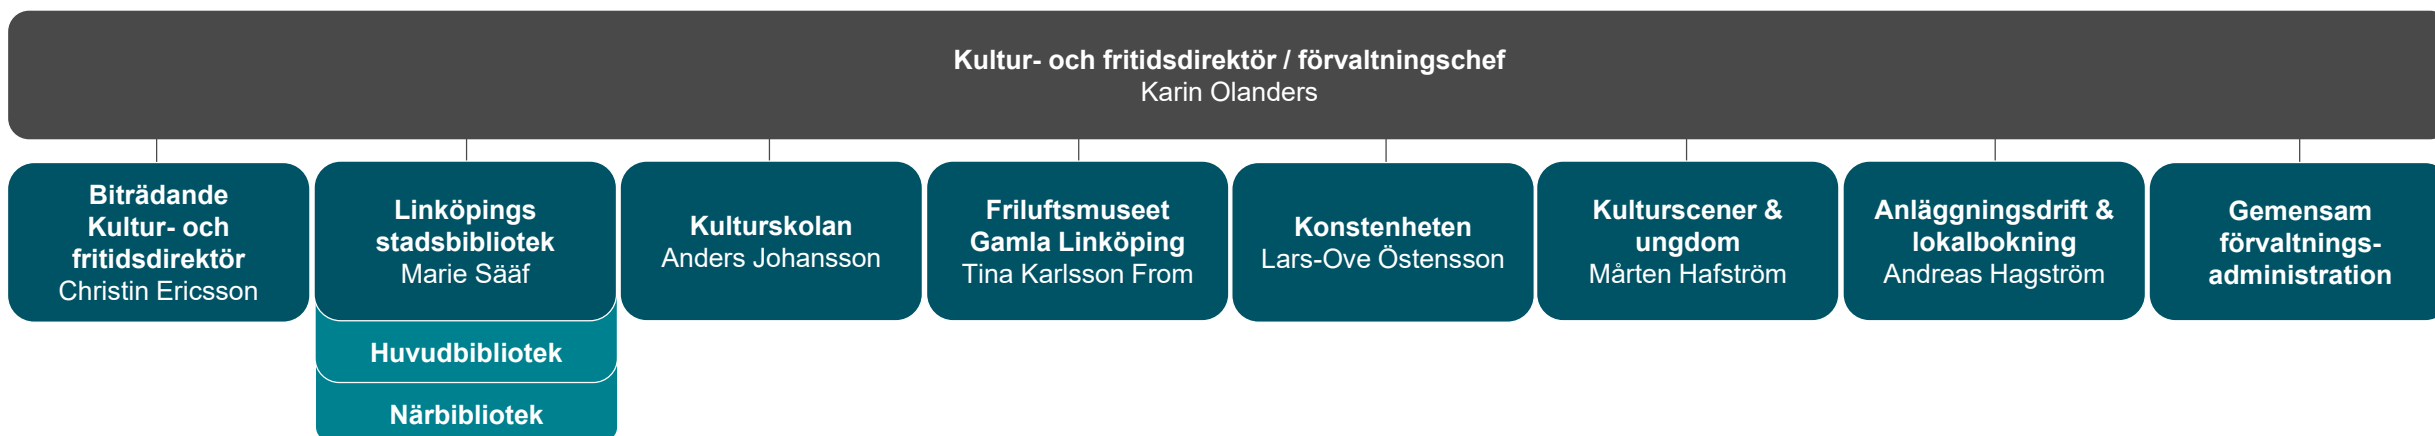 Kultur- och fritidsdirektör / förvaltningschef
Karin Olanders
Biträdande
Kultur- och
fritidsdirektör
Christin Ericsson
Linköpings
stadsbibliotek
Marie Sääf
Huvudbibliotek
Närbibliotek
Kulturskolan
Anders Johansson
Friluftsmuseet
Gamla Linköping
Tina Karlsson From
Konstenheten
Lars-Ove Östensson
Kulturscener &
ungdom
Mårten Hafström
Anläggningsdrift &
lokalbokning
Andreas Hagström
Gemensam
förvaltnings-
administration